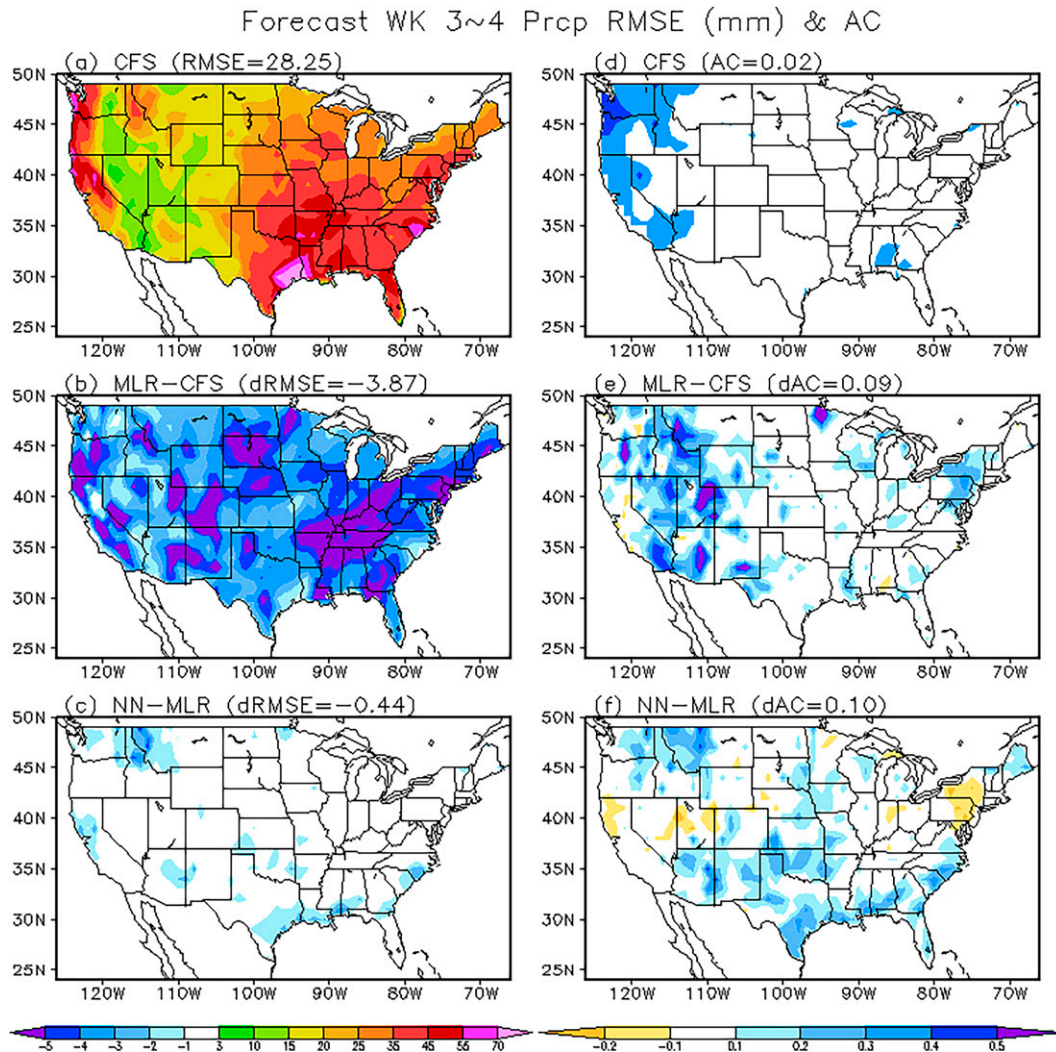 Forecast WK 3~4 Prcp RMSE (mm) & AC
(a) CFS (RMSE=28.25)
50N
45N
40N
35N
30N
25N
120W 110W 100W 90W 80W 70W
(d) CFS (AC=0.02)
50N
45N
40N
35N
30N
25N
120W 110W 100W 90W 80W 70W
(b) MLR-CFS (dRMSE=-3.87)
50N
45N
40N
35N
30N
25N
120W 110W 100W 90W 80W 70W
(e) MLR-CFS (dAC=0.09)
50N
45N
40N
35N
30N
25N
120W 110W 100W 90W 80W 70W
(c) NN-MLR (dRMSE=-0.44)
50N
45N
40N
35N
30N
25N
120W 110W 100W 90W 80W 70W
(f) NN-MLR (dAC=0.10)
50N
45N
40N
35N
30N
25N
120W 110W 100W 90W 80W 70W
-5 -4 -3 -2 -1 3 10 15 20 25 35 45 55 70
-0.2 -0.1 0.1 0.2 0.3 0.4 0.5